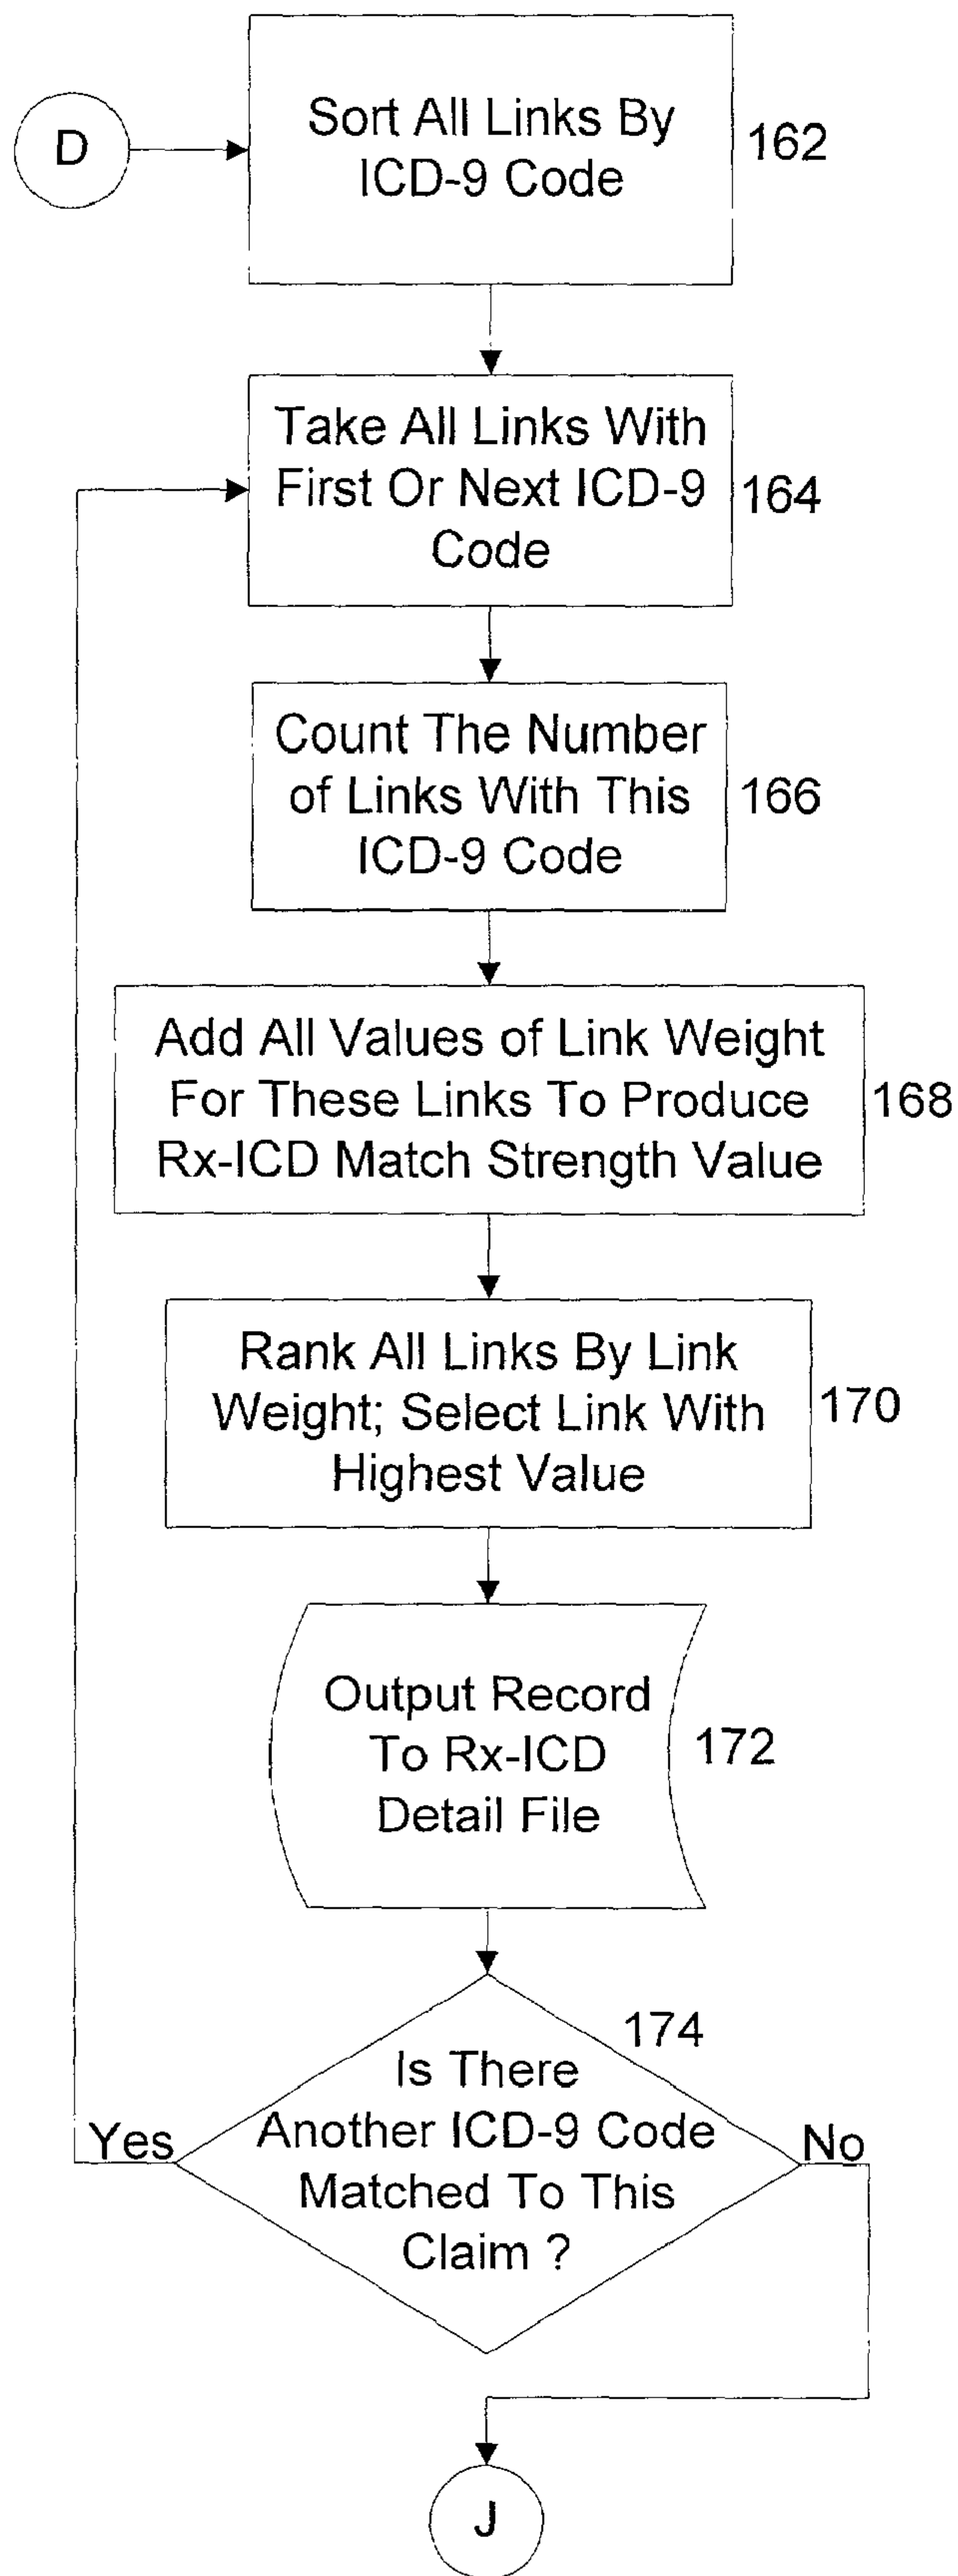 D
Sort All Links By
ICD-9 Code
162
Take All Links With
First Or Next ICD-9
Code
164
Count The Number
of Links With This
ICD-9 Code
166
Add All Values of Link Weight
For These Links To Produce
Rx-ICD Match Strength Value
168
Rank All Links By Link
Weight; Select Link With
Highest Value
170
Output Record
To Rx-ICD
Detail File
172
174
Is There
Another ICD-9 Code
Matched To This
Claim ?
Yes
No
J